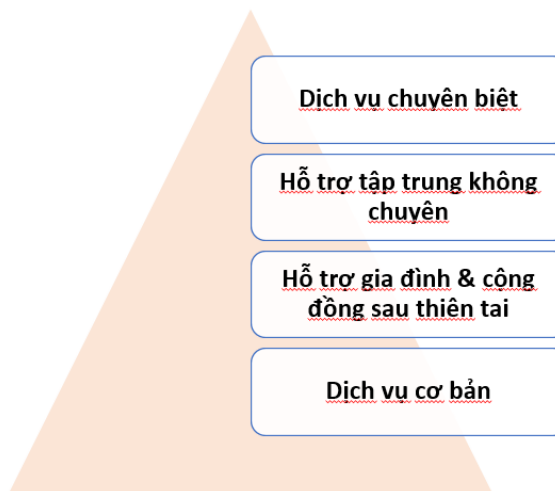 Dịch vụ chuyên biệt
Hỗ trợ tập trung không
chuyên
Hỗ trợ gia đình & cộng
đồng sau thiên tai
Dịch vụ cơ bản